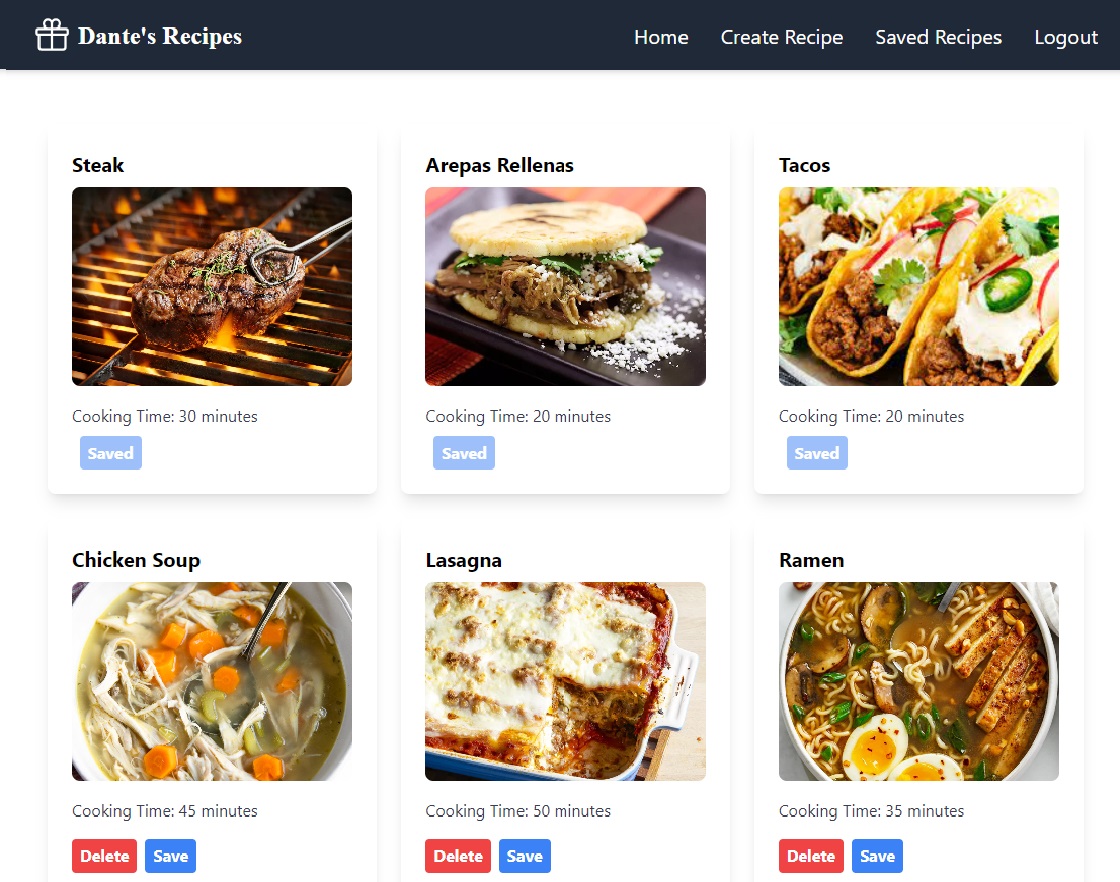 Dante's Recipes
Home Create Recipe Saved Recipes Logout
Steak
Cooking Time: 30 minutes
Saved
Arepas Rellenas
Cooking Time: 20 minutes
Saved
Tacos
Cooking Time: 20 minutes
Saved
Chicken Soup
Cooking Time: 45 minutes
Delete Save
Lasagna
Cooking Time: 50 minutes
Delete Save
Ramen
Cooking Time: 35 minutes
Delete Save